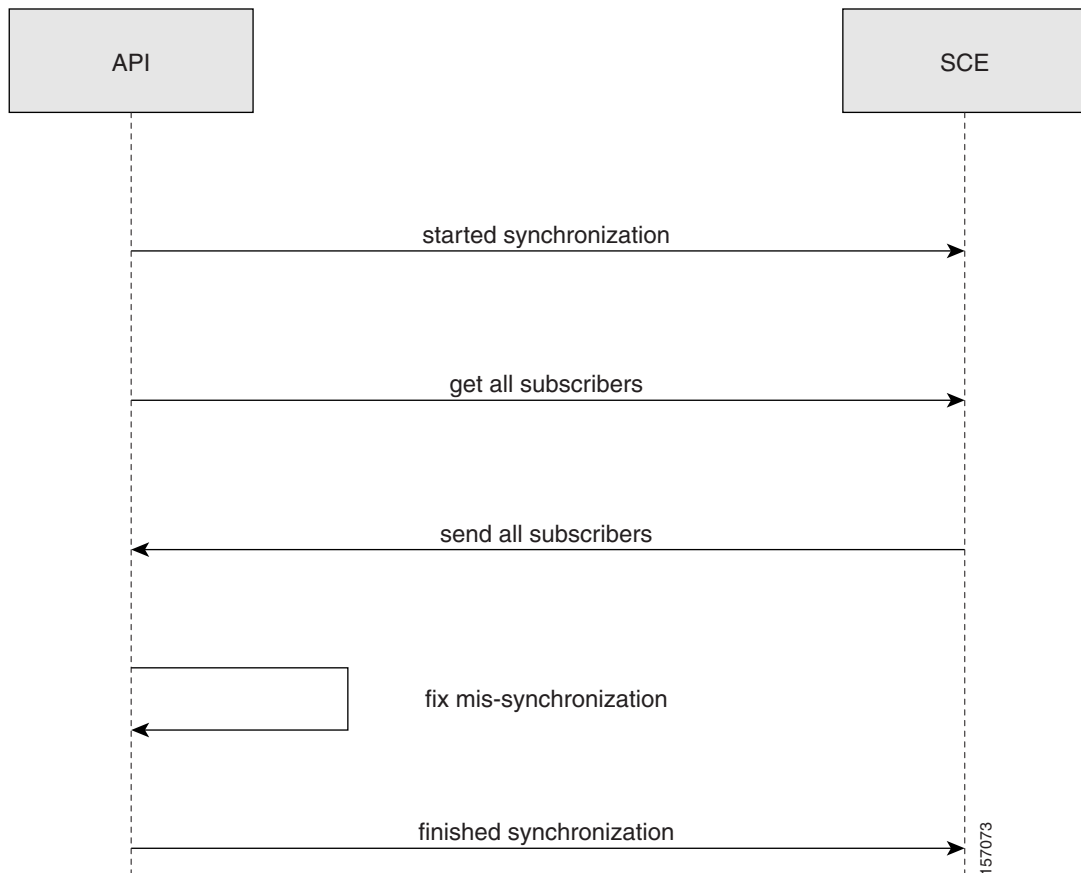 API
SCE
started synchronization
get all subscribers
send all subscribers
fix mis-synchronization
finished synchronization
157073